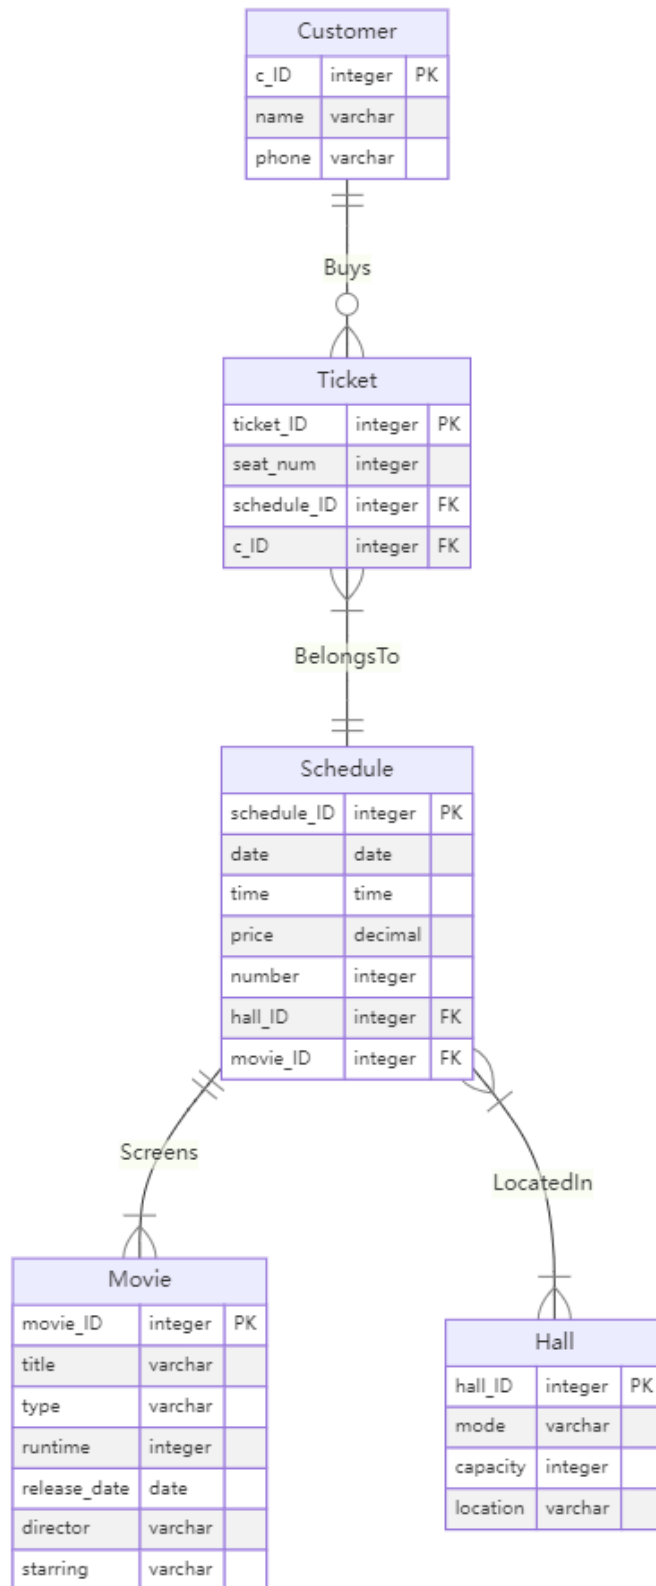 Customer
c_ID integer PK
name varchar
phone varchar
Buys
Ticket
ticket_ID integer PK
seat_num integer
schedule_ID integer FK
c_ID integer FK
BelongsTo
Schedule
schedule_ID integer PK
date date
time time
price decimal
number integer
hall_ID integer FK
movie_ID integer FK
Screens
LocatedIn
Movie
movie_ID integer PK
title varchar
type varchar
runtime integer
release_date date
director varchar
starring varchar
Hall
hall_ID integer PK
mode varchar
capacity integer
location varchar